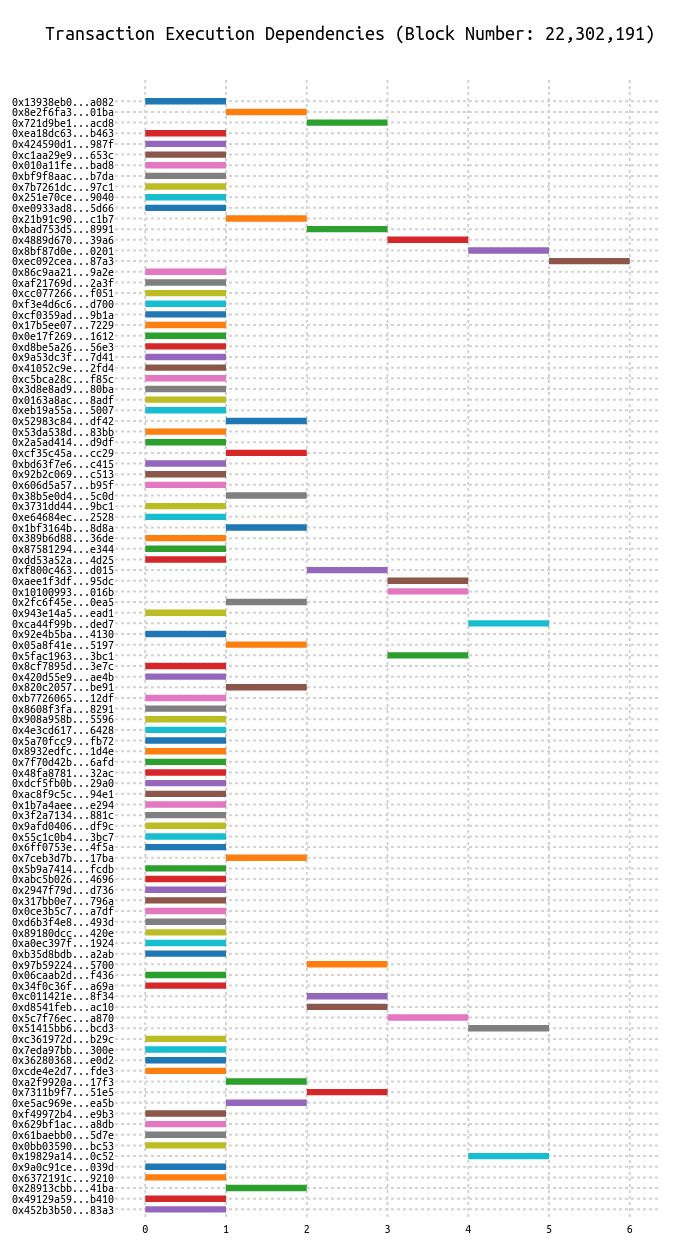 Transaction Execution Dependencies (Block Number: 22,302,191)
0x13938eb0...a082
0x8e2f6fa3...01ba
0x721d9be1...acd8
0xea18dc63...b463
0x424590d1...987f
0xc1aa29e9...653c
0x010a11fe...bad8
0xbf9f8aac...b7da
0x7b7261dc...97c1
0x251e70ce...9040
0xe0933ad8...5d66
0x21b91c90...c1b7
0xbad753d5...8991
0x4889d670...39a6
0x8bf87d0e...0201
0xec092cea...87a3
0x86c9aa21...9a2e
0xaf21769d...2a3f
0xcc077266...f051
0xf3e4d6c6...d700
0xcf0359ad...9b1a
0x17b5ee07...7229
0x0e17f269...1612
0xd8be5a26...56e3
0x9a53dc3f...7d41
0x41052c9e...2fd4
0xc5bca28c...f85c
0x3d8e8ad9...80ba
0x0163a8ac...8adf
0xeb19a55a...5007
0x52983c84...df42
0x53da538d...83bb
0x2a5ad414...d9df
0xcf35c45a...cc29
0xbd63f7e6...c415
0x92b2c069...c513
0x606d5a57...b95f
0x38b5e0d4...5c0d
0x3731dd44...9bc1
0xe64684ec...2528
0x1bf3164b...8d8a
0x389b6d88...36de
0x87581294...e344
0xdd53a52a...4d25
0xf800c463...d015
0xaee1f3df...95dc
0x10100993...016b
0x2fc6f45e...0ea5
0x943e14a5...ead1
0xca44f99b...ded7
0x92e4b5ba...4130
0x05a8f41e...5197
0x5fac1963...3bc1
0x8cf7895d...3e7c
0x420d55e9...ae4b
0x820c2057...be91
0xb7726065...12df
0x8608f3fa...8291
0x908a958b...5596
0x4e3cd617...6428
0x5a70fcc9...fb72
0x8932edfc...1d4e
0x7f70d42b...6afd
0x48fa8781...32ac
0xdcf5fb0b...29a0
0xac8f9c5c...94e1
0x1b7a4aee...e294
0x3f2a7134...881c
0x9afd0406...df9c
0x55c1c0b4...3bc7
0x6ff0753e...4f5a
0x7ceb3d7b...17ba
0x5b9a7414...fcdb
0xabc5b026...4696
0x2947f79d...d736
0x317bb0e7...796a
0x0ce3b5c7...a7df
0xd6b3f4e8...493d
0x89180dcc...420e
0xa0ec397f...1924
0xb35d8bdb...a2ab
0x97b59224...5700
0x06caab2d...f436
0x34f0c36f...a69a
0xc011421e...8f34
0xd8541feb...ac10
0x5c7f76ec...a870
0x51415bb6...bcd3
0xc361972d...b29c
0x7eda97bb...300e
0x36280368...e0d2
0xcde4e2d7...fde3
0xa2f9920a...17f3
0x7311b9f7...51e5
0xe5ac969e...ea5b
0xf49972b4...e9b3
0x629bf1ac...a8db
0x61baebb0...5d7e
0x0bb03590...bc53
0x19829a14...0c52
0x9a0c91ce...039d
0x6372191c...9210
0x28913cbb...41ba
0x49129a59...b410
0x452b3b50...83a3
0 1 2 3 4 5 6